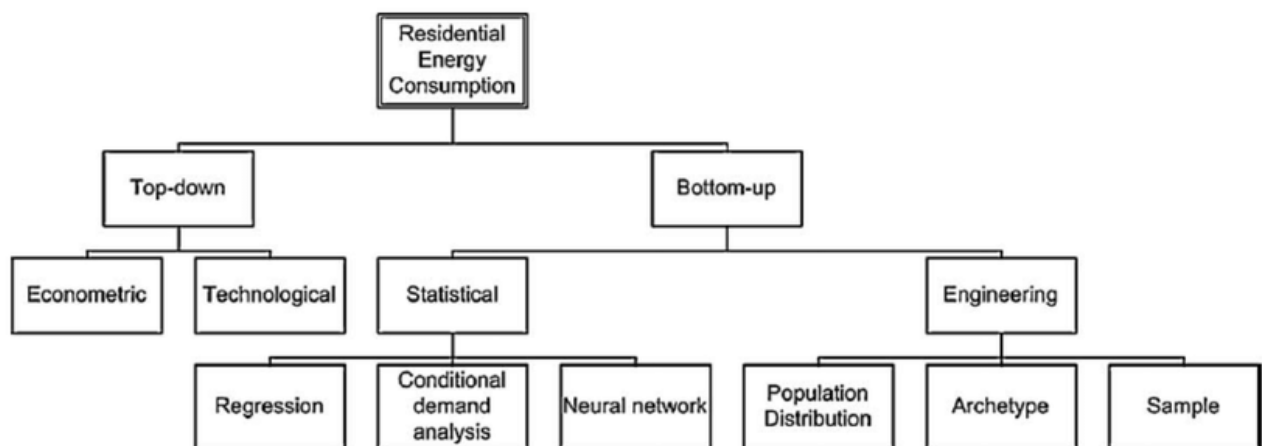 Residential
Energy
Consumption
Top-down
Bottom-up
Econometric
Technological
Statistical
Engineering
Regression
Conditional
demand
analysis
Neural network
Population
Distribution
Archetype
Sample